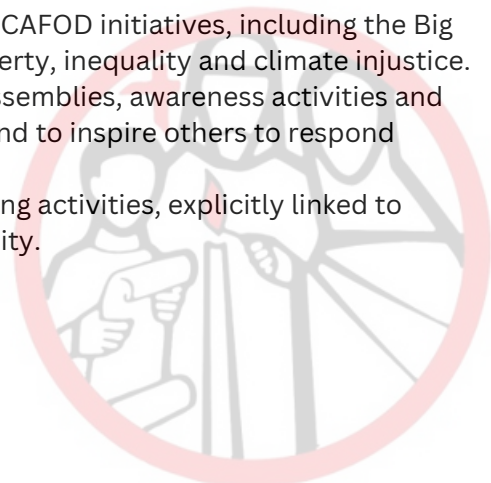 CAFOD initiatives, including the Big
erty, inequality and climate injustice.
ssemblies, awareness activities and
nd to inspire others to respond
ng activities, explicitly linked to
ity.